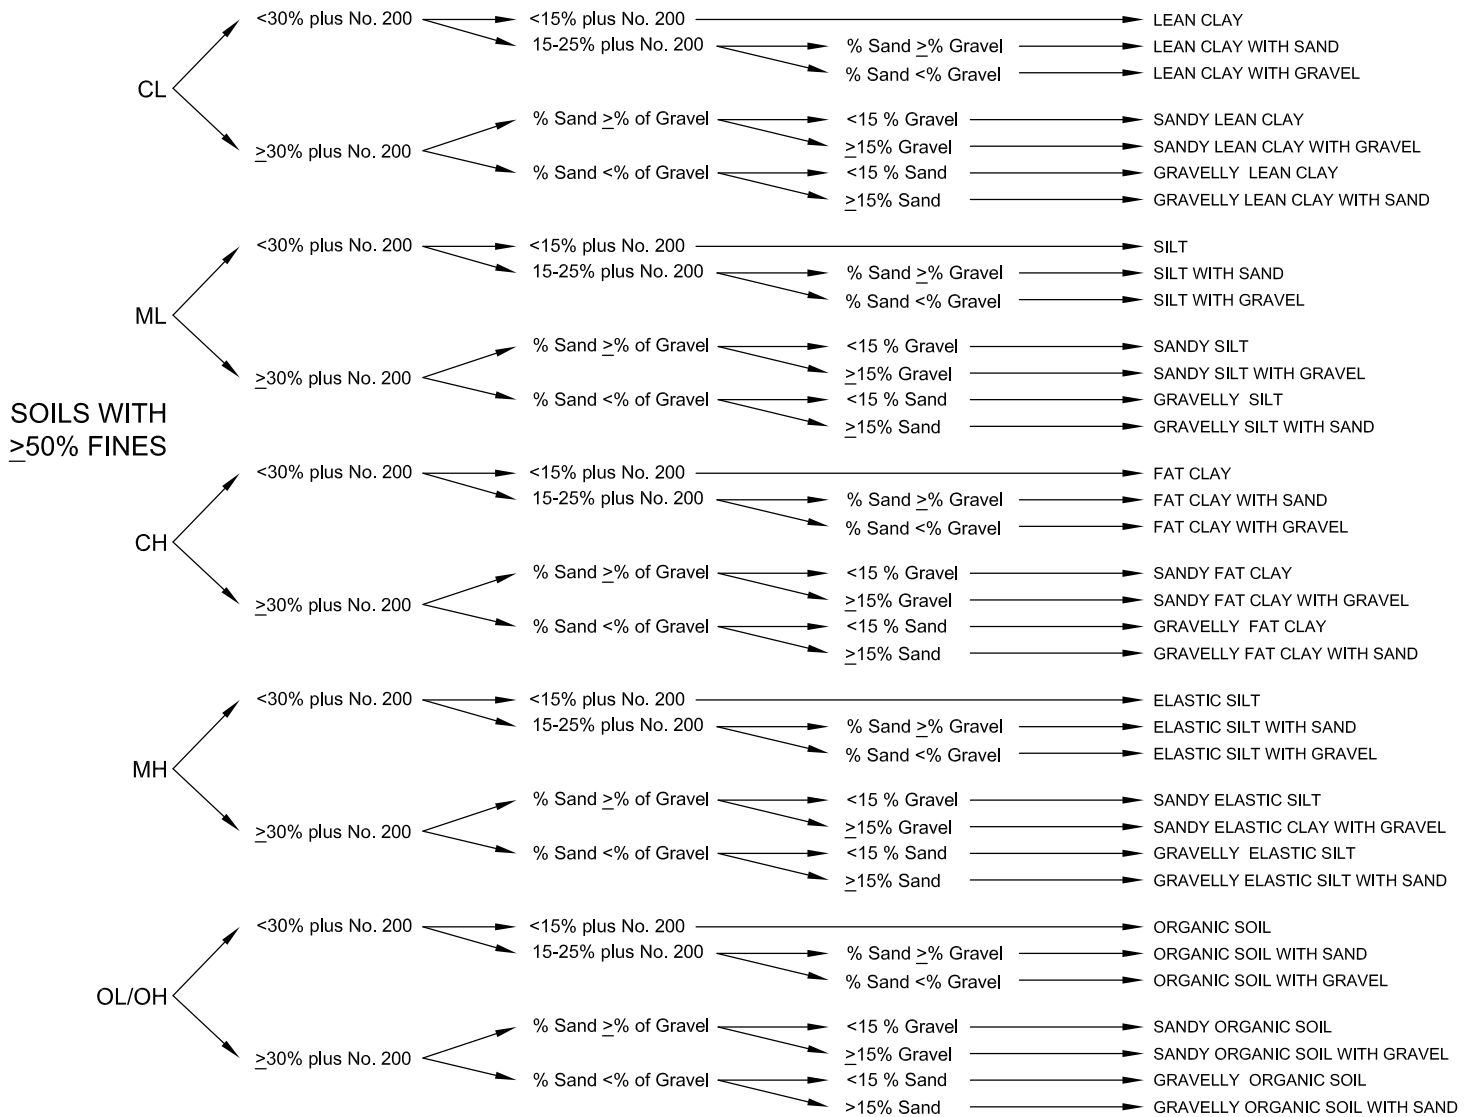 <30% plus No. 200 <15% plus No. 200 LEAN CLAY
15-25% plus No. 200 % Sand ≥% Gravel LEAN CLAY WITH SAND
% Sand <% Gravel LEAN CLAY WITH GRAVEL
CL
% Sand ≥% of Gravel <15 % Gravel SANDY LEAN CLAY
≥30% plus No. 200 ≥15% Gravel SANDY LEAN CLAY WITH GRAVEL
% Sand <% of Gravel <15 % Sand GRAVELLY LEAN CLAY
≥15% Sand GRAVELLY LEAN CLAY WITH SAND
<30% plus No. 200 <15% plus No. 200 SILT
15-25% plus No. 200 % Sand ≥% Gravel SILT WITH SAND
% Sand <% Gravel SILT WITH GRAVEL
ML
% Sand ≥% of Gravel <15 % Gravel SANDY SILT
≥30% plus No. 200 ≥15% Gravel SANDY SILT WITH GRAVEL
% Sand <% of Gravel <15 % Sand GRAVELLY SILT
≥15% Sand GRAVELLY SILT WITH SAND
SOILS WITH
≥50% FINES
<30% plus No. 200 <15% plus No. 200 FAT CLAY
15-25% plus No. 200 % Sand ≥% Gravel FAT CLAY WITH SAND
% Sand <% Gravel FAT CLAY WITH GRAVEL
CH
% Sand ≥% of Gravel <15 % Gravel SANDY FAT CLAY
≥30% plus No. 200 ≥15% Gravel SANDY FAT CLAY WITH GRAVEL
% Sand <% of Gravel <15 % Sand GRAVELLY FAT CLAY
≥15% Sand GRAVELLY FAT CLAY WITH SAND
<30% plus No. 200 <15% plus No. 200 ELASTIC SILT
15-25% plus No. 200 % Sand ≥% Gravel ELASTIC SILT WITH SAND
% Sand <% Gravel ELASTIC SILT WITH GRAVEL
MH
% Sand ≥% of Gravel <15 % Gravel SANDY ELASTIC SILT
≥30% plus No. 200 ≥15% Gravel SANDY ELASTIC CLAY WITH GRAVEL
% Sand <% of Gravel <15 % Sand GRAVELLY ELASTIC SILT
≥15% Sand GRAVELLY ELASTIC SILT WITH SAND
<30% plus No. 200 <15% plus No. 200 ORGANIC SOIL
15-25% plus No. 200 % Sand ≥% Gravel ORGANIC SOIL WITH SAND
% Sand <% Gravel ORGANIC SOIL WITH GRAVEL
OL/OH
% Sand ≥% of Gravel <15 % Gravel SANDY ORGANIC SOIL
≥30% plus No. 200 ≥15% Gravel SANDY ORGANIC SOIL WITH GRAVEL
% Sand <% of Gravel <15 % Sand GRAVELLY ORGANIC SOIL
>15% Sand GRAVELLY ORGANIC SOIL WITH SAND